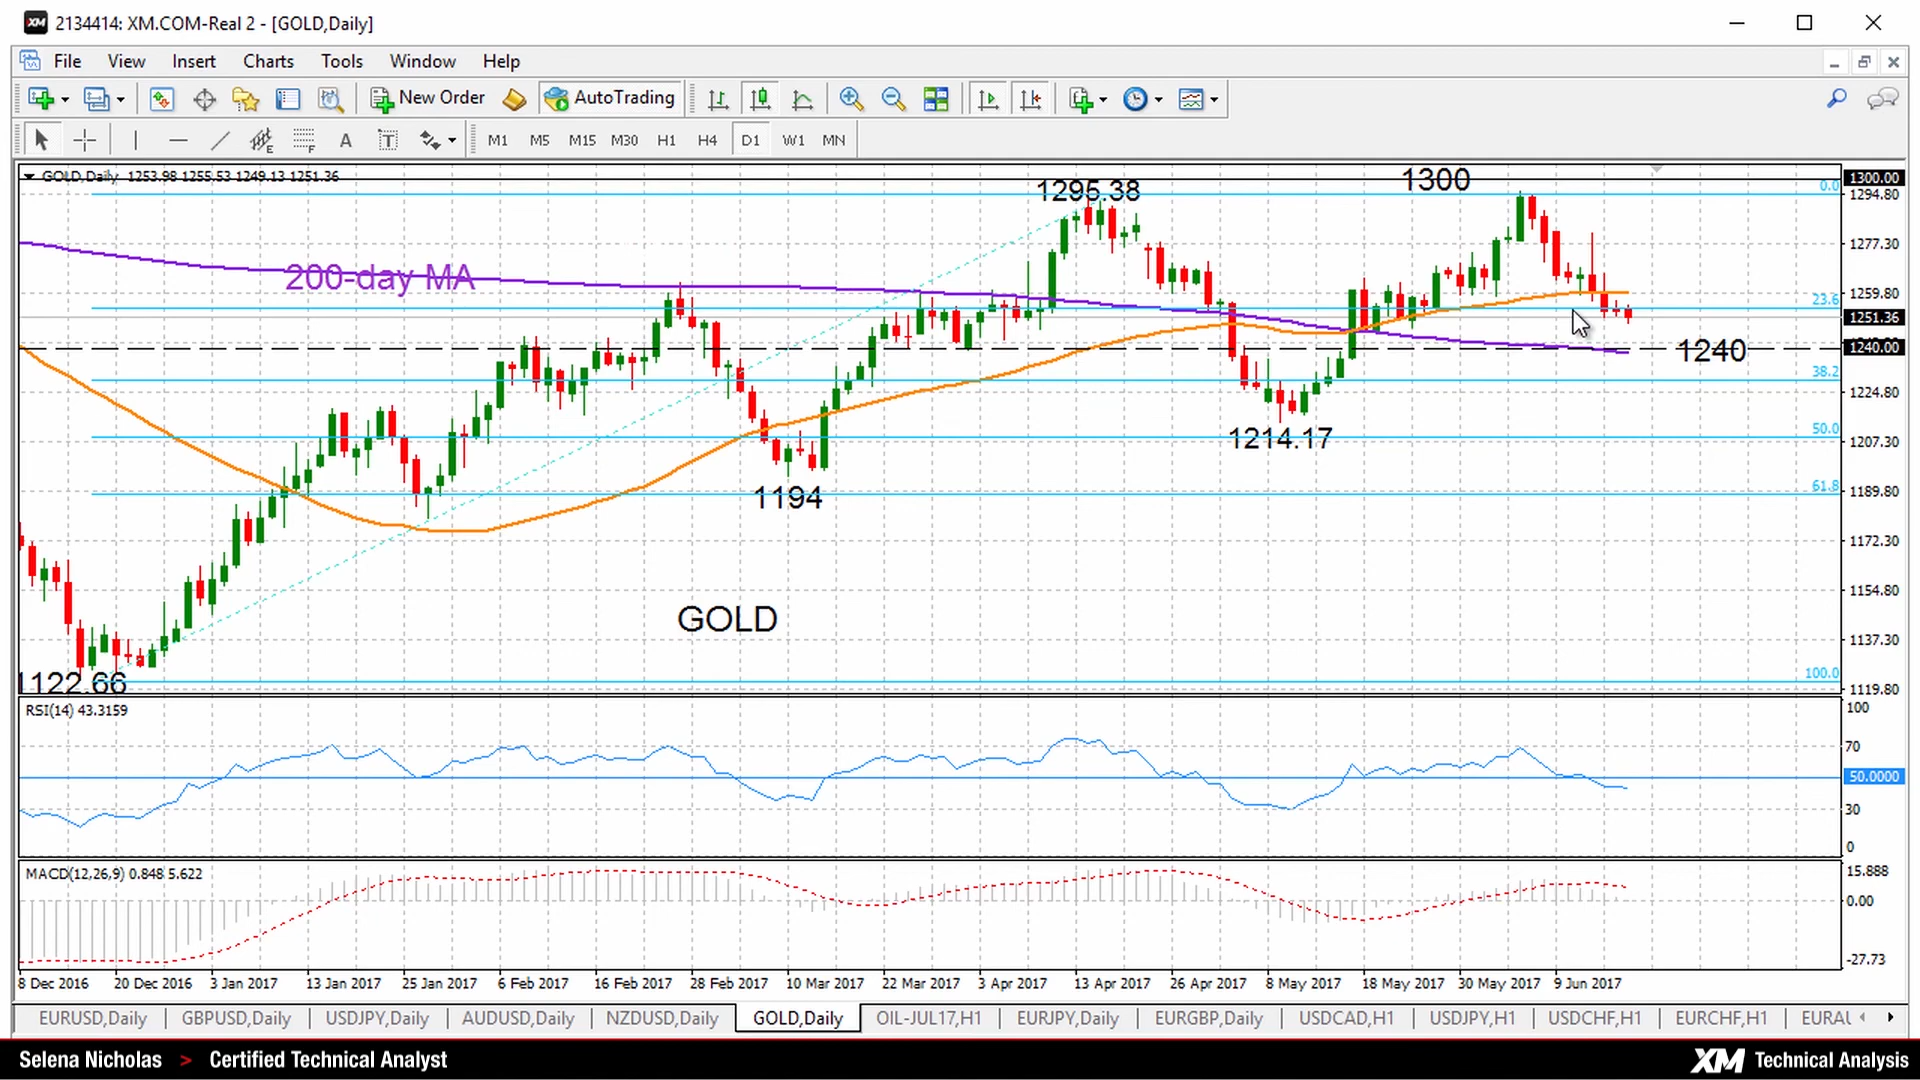 XM 2134414: XM.COM-Real 2 - [GOLD,Daily]
File View Insert Charts Tools Window Help
New Order AutoTrading
E F A T M1 M5 M15 M30 H1 H4 D1 W1 MN
GOLD,Daily 1253.98 1255.53 1249.13 1251.36
1300 1300.00
1295.38 0.0 1294.80
1277.30
200-day MA
23.6 1259.80
1251.36
1240 1240.00
38.2
1224.80
1214.17 50.0 1207.30
1194 61.8 1189.80
1172.30
1154.80
GOLD 1137.30
1122.66 100.0
1119.80
RSI(14) 43.3159 100
70
50.0000
30
0
MACD(12,26,9) 0.848 5.622 15.888
0.00
-27.73
8 Dec 2016 20 Dec 2016 3 Jan 2017 13 Jan 2017 25 Jan 2017 6 Feb 2017 16 Feb 2017 28 Feb 2017 10 Mar 2017 22 Mar 2017 3 Apr 2017 13 Apr 2017 26 Apr 2017 8 May 2017 18 May 2017 30 May 2017 9 Jun 2017
EURUSD,Daily GBPUSD,Daily USDJPY,Daily AUDUSD,Daily NZDUSD,Daily GOLD,Daily OIL-JUL17,H1 EURJPY,Daily EURGBP,Daily USDCAD,H1 USDJPY,H1 USDCHF,H1 EURCHF,H1 EURAU
Selena Nicholas > Certified Technical Analyst XM Technical Analysis